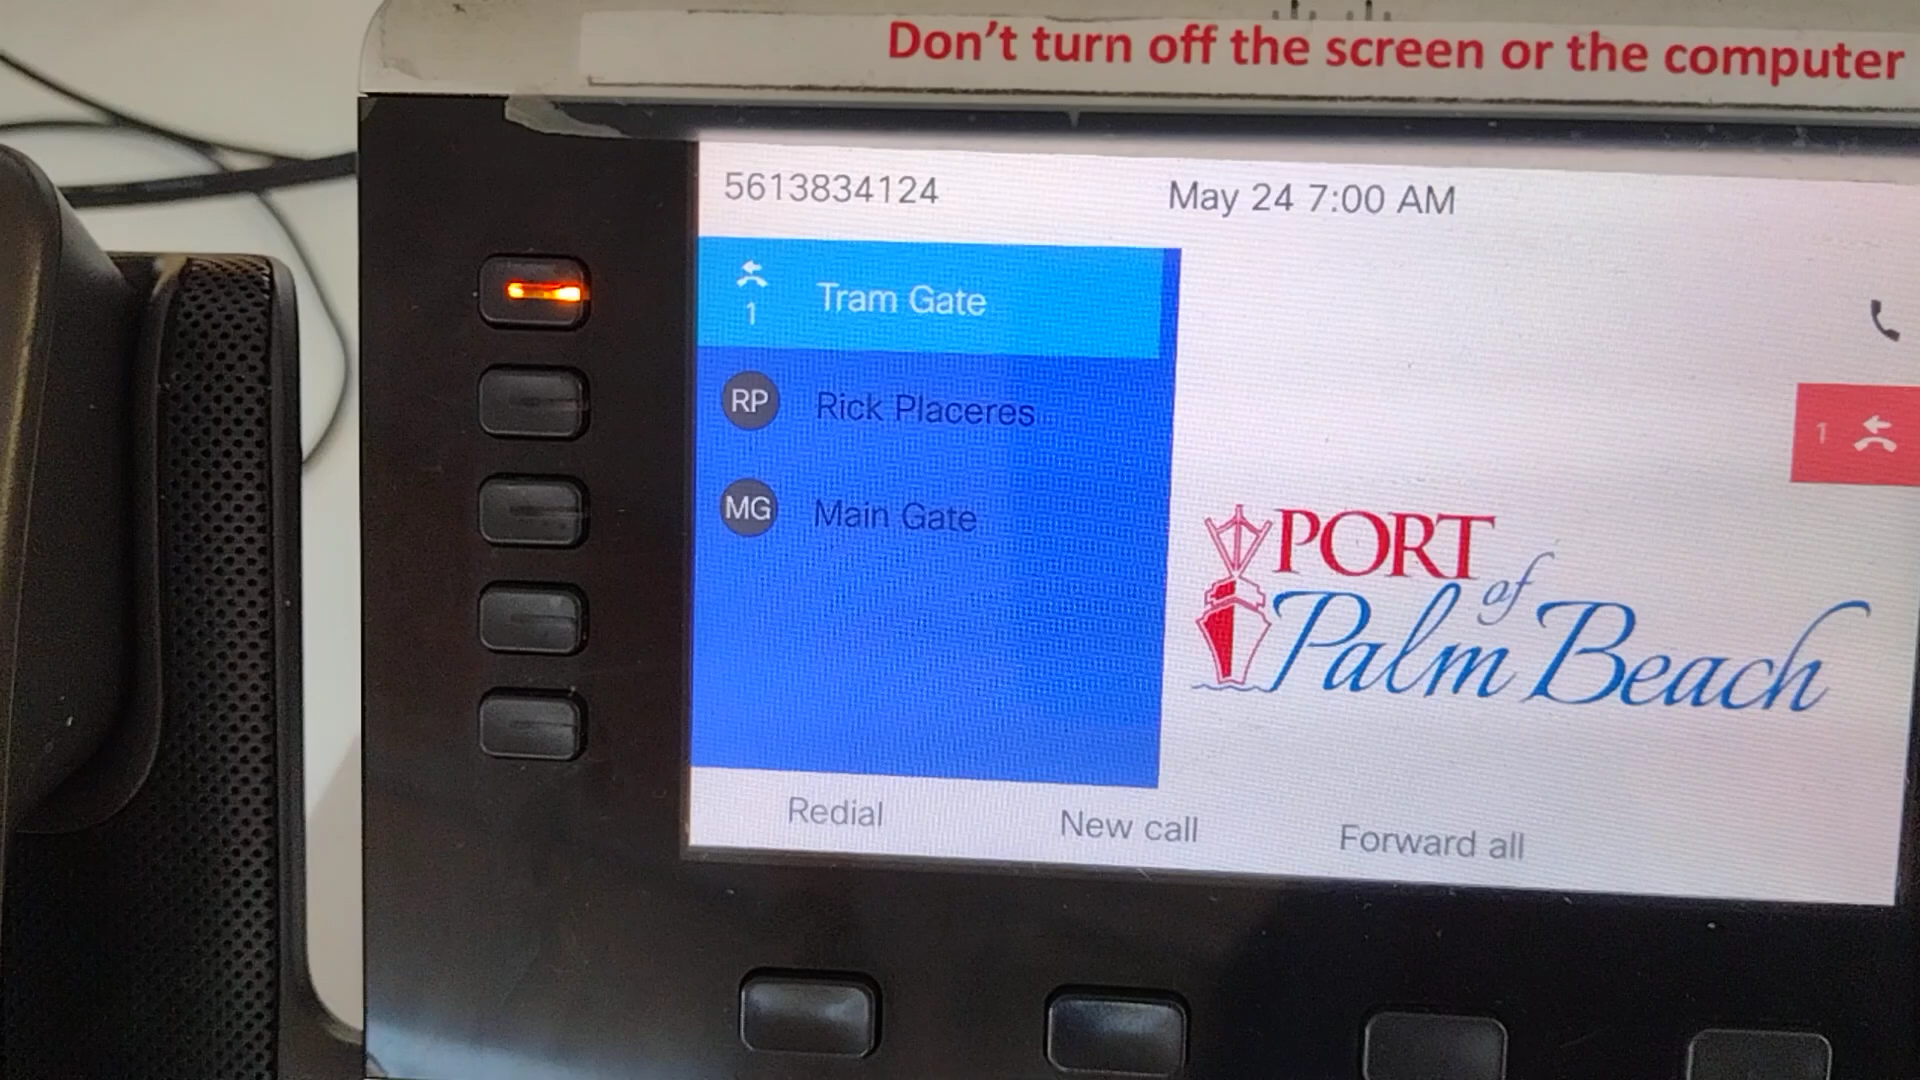 Don't turn off the screen or the computer
5613834124 May 24 7:00 AM
1 Tram Gate
RP Rick Placeres
1
MG Main Gate
PORT
of
Palm Beach
Redial New call Forward all